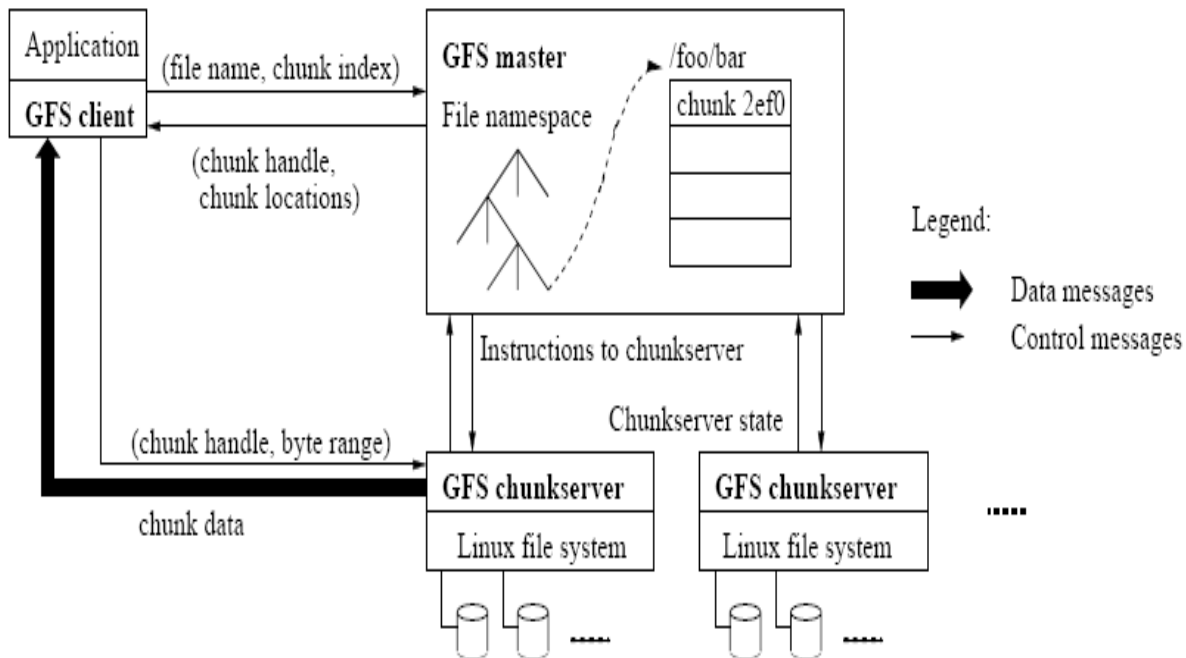 Application
GFS client
(file name, chunk index)
(chunk handle,
chunk locations)
GFS master
File namespace
/foo/bar
chunk 2ef0
Legend:
Data messages
Control messages
Instructions to chunkserver
Chunkserver state
(chunk handle, byte range)
chunk data
GFS chunkserver
Linux file system
GFS chunkserver
Linux file system